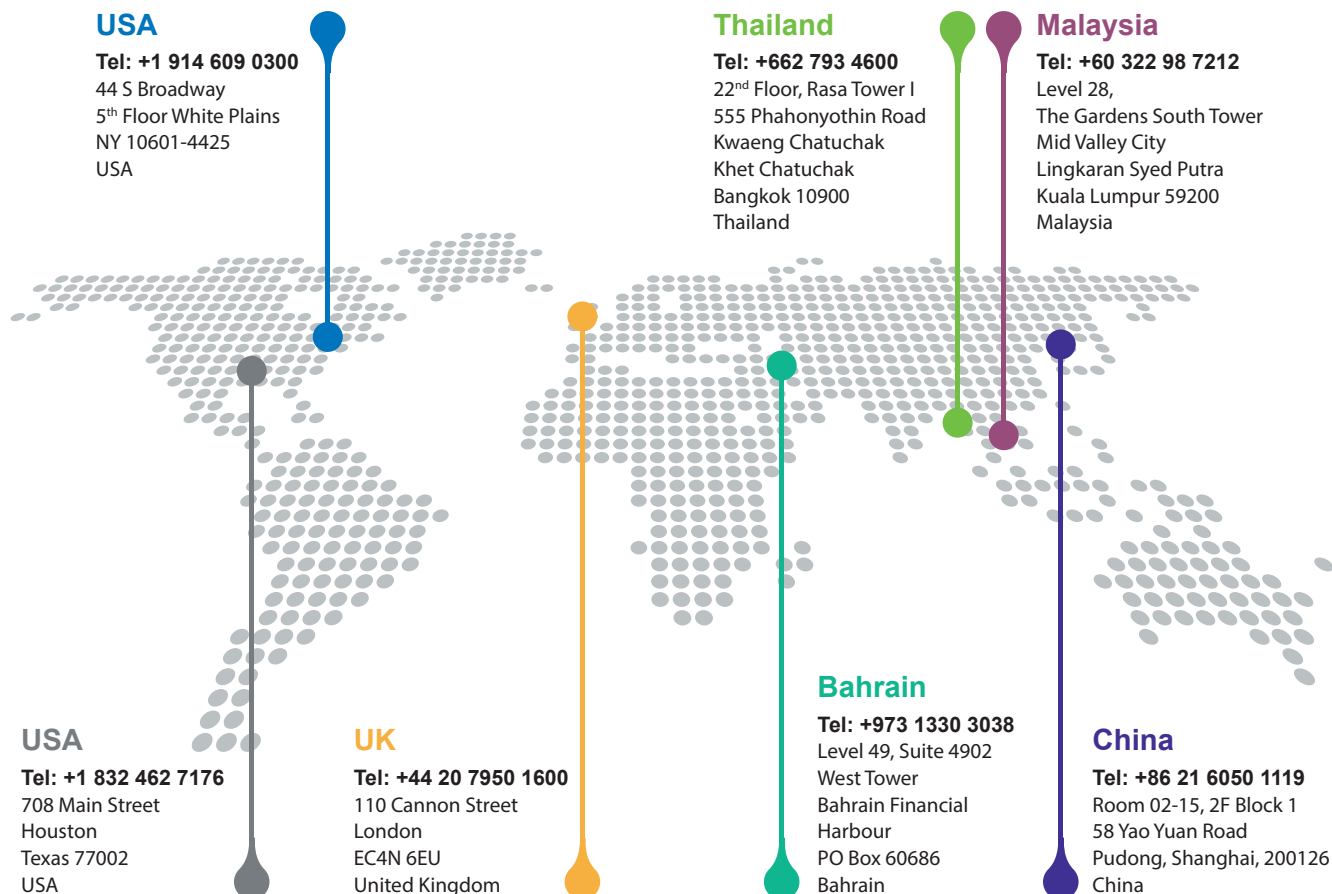 USA
Tel: +1 914 609 0300
44 S Broadway
5th Floor White Plains
NY 10601-4425
USA
Thailand
Tel: +662 793 4600
22nd Floor, Rasa Tower I
555 Phahonyothin Road
Kwaeng Chatuchak
Khet Chatuchak
Bangkok 10900
Thailand
Malaysia
Tel: +60 322 98 7212
Level 28,
The Gardens South Tower
Mid Valley City
Lingkaran Syed Putra
Kuala Lumpur 59200
Malaysia
USA
Tel: +1 832 462 7176
708 Main Street
Houston
Texas 77002
USA
UK
Tel: +44 20 7950 1600
110 Cannon Street
London
EC4N 6EU
United Kingdom
Bahrain
Tel: +973 1330 3038
Level 49, Suite 4902
West Tower
Bahrain Financial
Harbour
PO Box 60686
Bahrain
China
Tel: +86 21 6050 1119
Room 02-15, 2F Block 1
58 Yao Yuan Road
Pudong, Shanghai, 200126
China